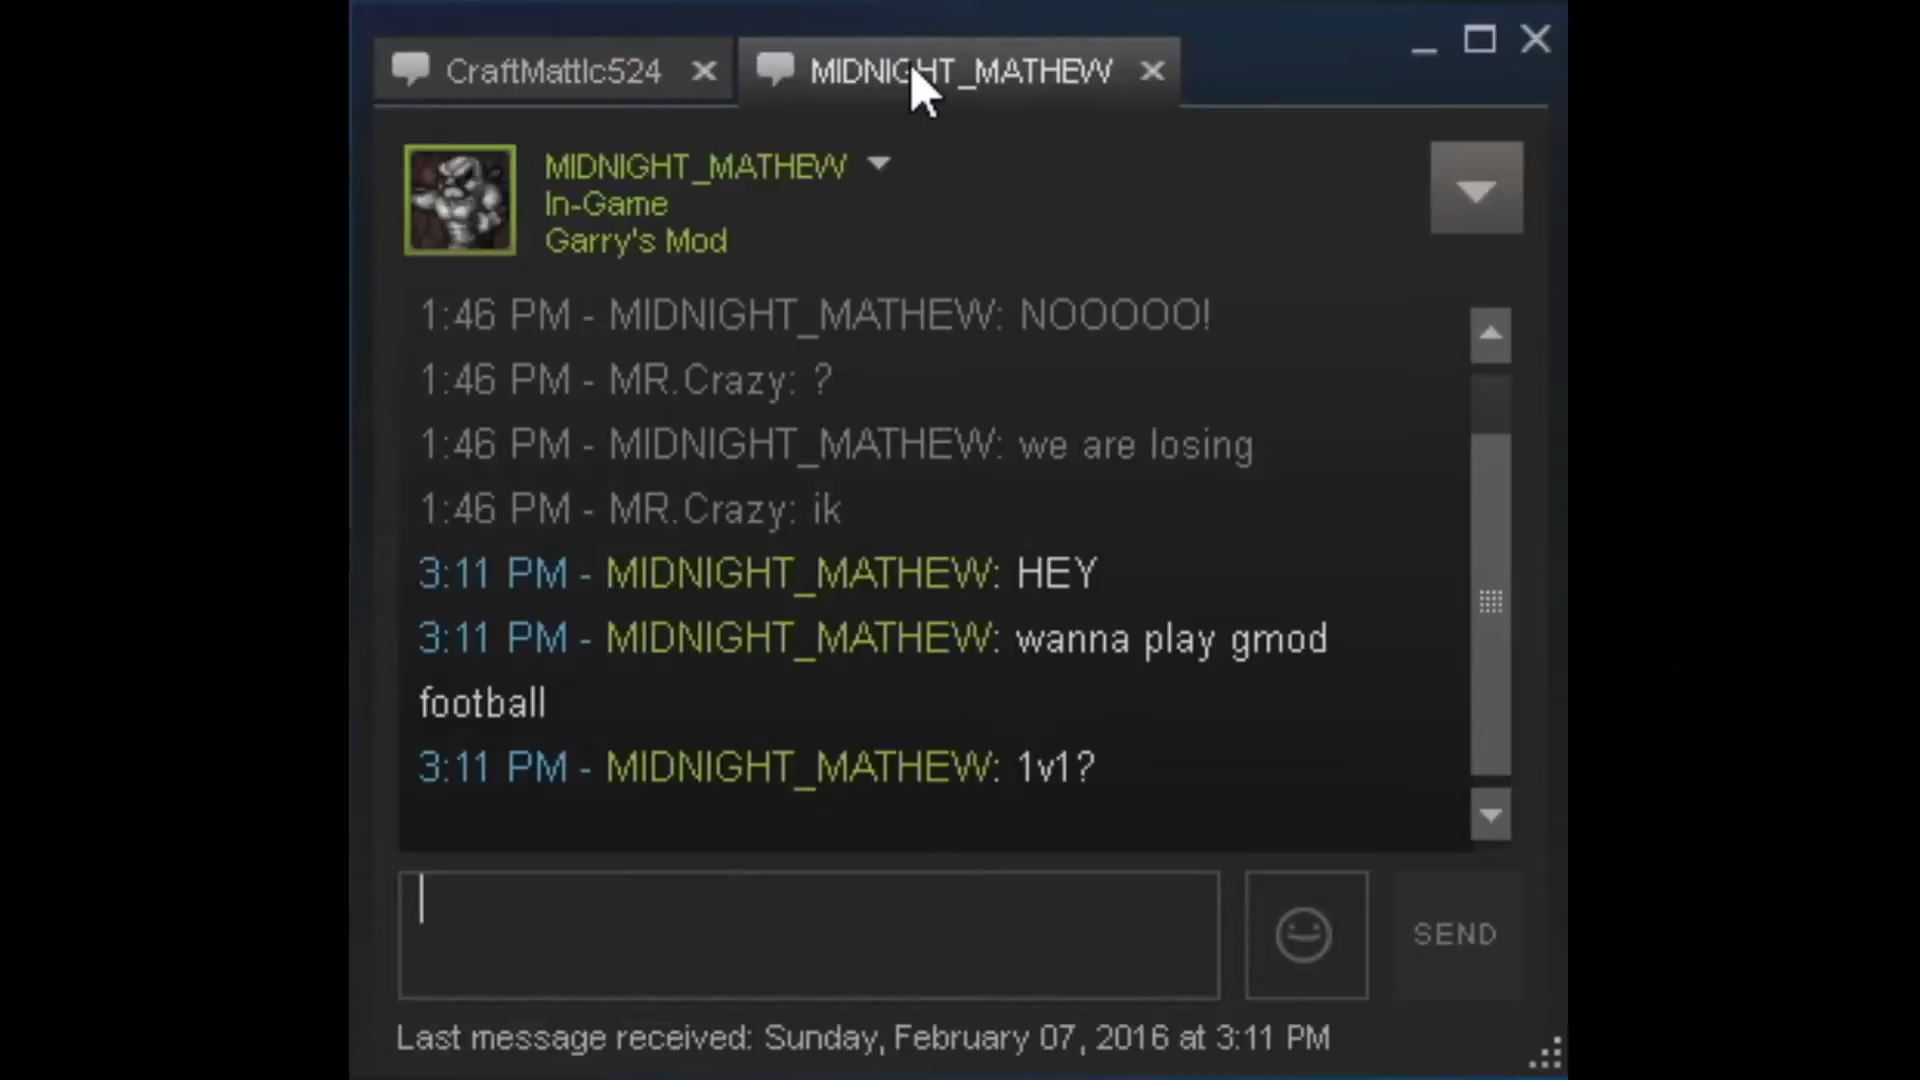 CraftMattIc524
MIDNIGHT_MATHEW
MIDNIGHT_MATHEW
In-Game
Garry's Mod
1:46 PM - MIDNIGHT_MATHEW: NOOOOO!
1:46 PM - MR.Crazy: ?
1:46 PM - MIDNIGHT_MATHEW: we are losing
1:46 PM - MR.Crazy: ik
3:11 PM - MIDNIGHT_MATHEW: HEY
3:11 PM - MIDNIGHT_MATHEW: wanna play gmod
football
3:11 PM - MIDNIGHT_MATHEW: 1v1?
SEND
Last message received: Sunday, February 07, 2016 at 3:11 PM